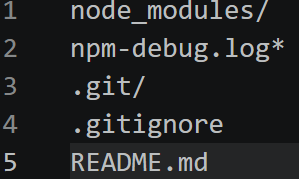 1 node_modules/
2 npm-debug.log*
3 .git/
4 .gitignore
5 README.md